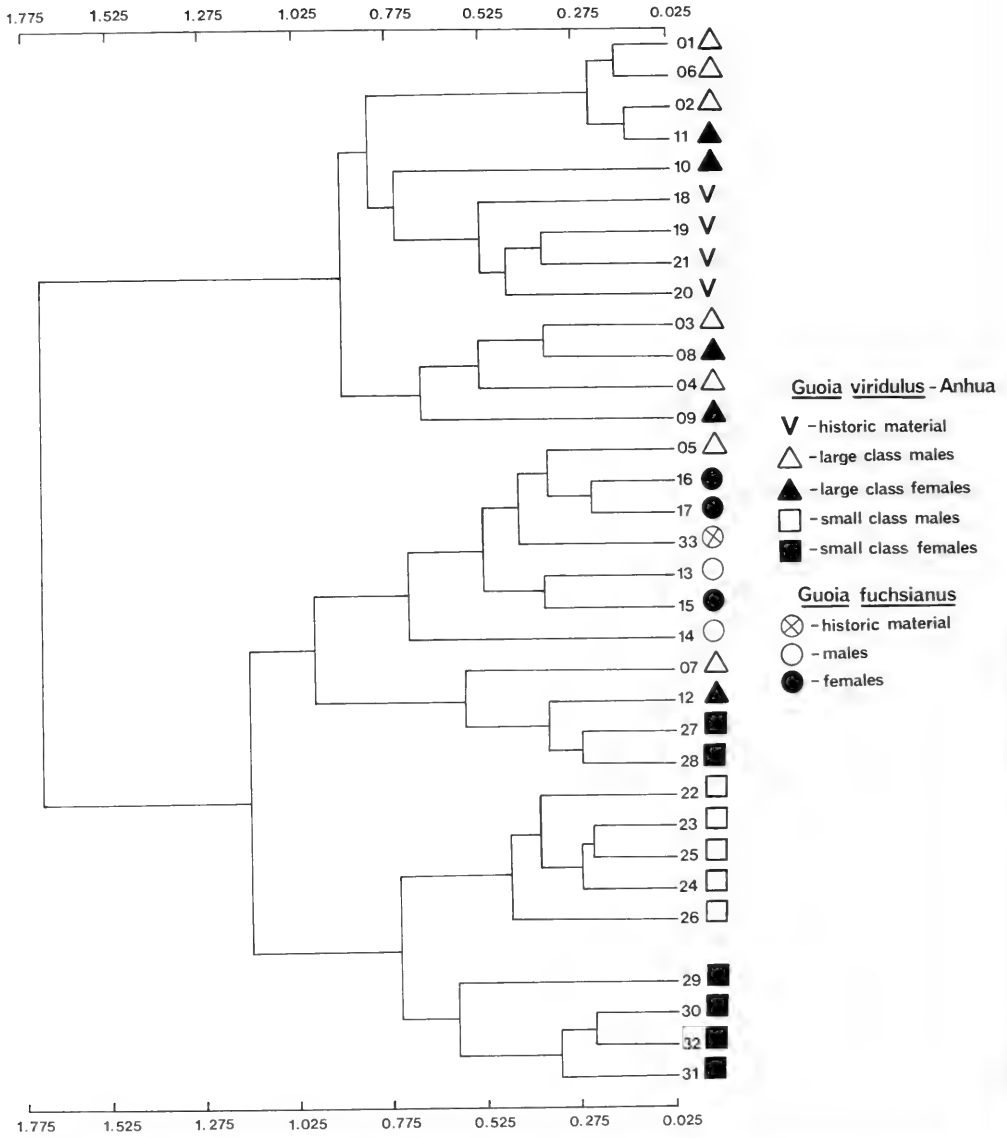 1.775 1.525 1.275 1.025 0.775 0.525 0.275 0.025
01
06
02
11
10
18
19
21
20
03
08
04
09
05
16
17
33
13
15
14
07
12
27
28
22
23
25
24
26
29
30
32
31
1.775 1.525 1.275 1.025 0.775 0.525 0.275 0.025
Guoia viridulus - Anhua
V - historic material
- large class males
- large class females
- small class males
- small class females
Guoia fuchsianus
- historic material
- males
- females